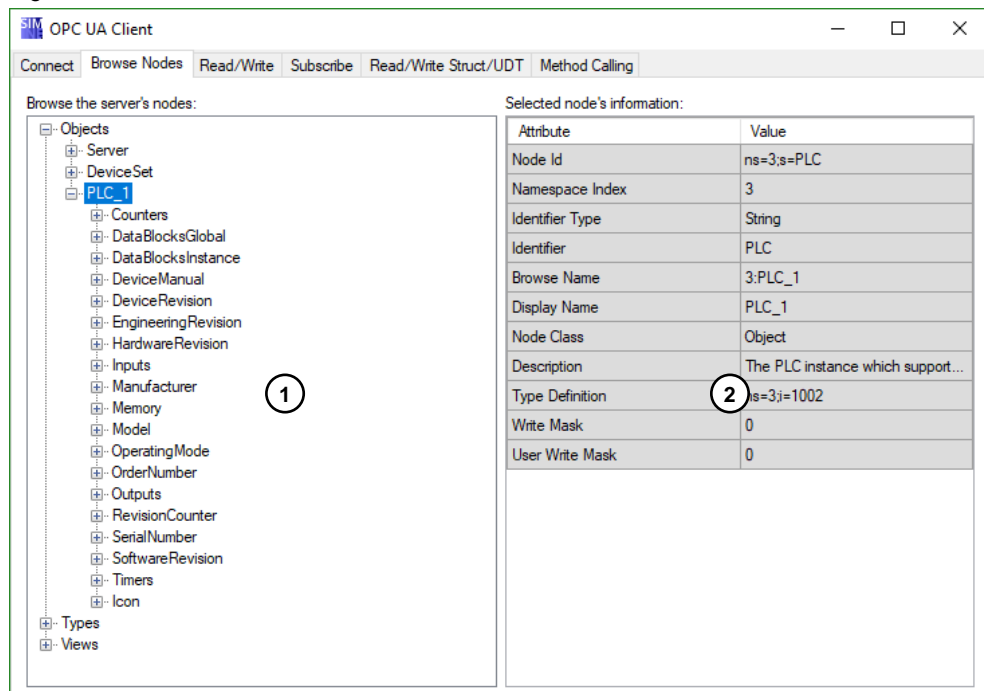 SIM
OPC UA Client
Connect Browse Nodes Read/Write Subscribe Read/Write Struct/UDT Method Calling
Browse the server's nodes:
Objects
Server
DeviceSet
PLC_1
Counters
DataBlocksGlobal
DataBlocksInstance
DeviceManual
DeviceRevision
EngineeringRevision
HardwareRevision
Inputs
Manufacturer
Memory
Model
OperatingMode
OrderNumber
Outputs
RevisionCounter
SerialNumber
SoftwareRevision
Timers
Icon
Types
Views
1
Selected node's information:
Attribute Value
Node Id ns=3;s=PLC
Namespace Index 3
Identifier Type String
Identifier PLC
Browse Name 3:PLC_1
Display Name PLC_1
Node Class Object
Description The PLC instance which support...
Type Definition 2 ns=3;i=1002
Write Mask 0
User Write Mask 0